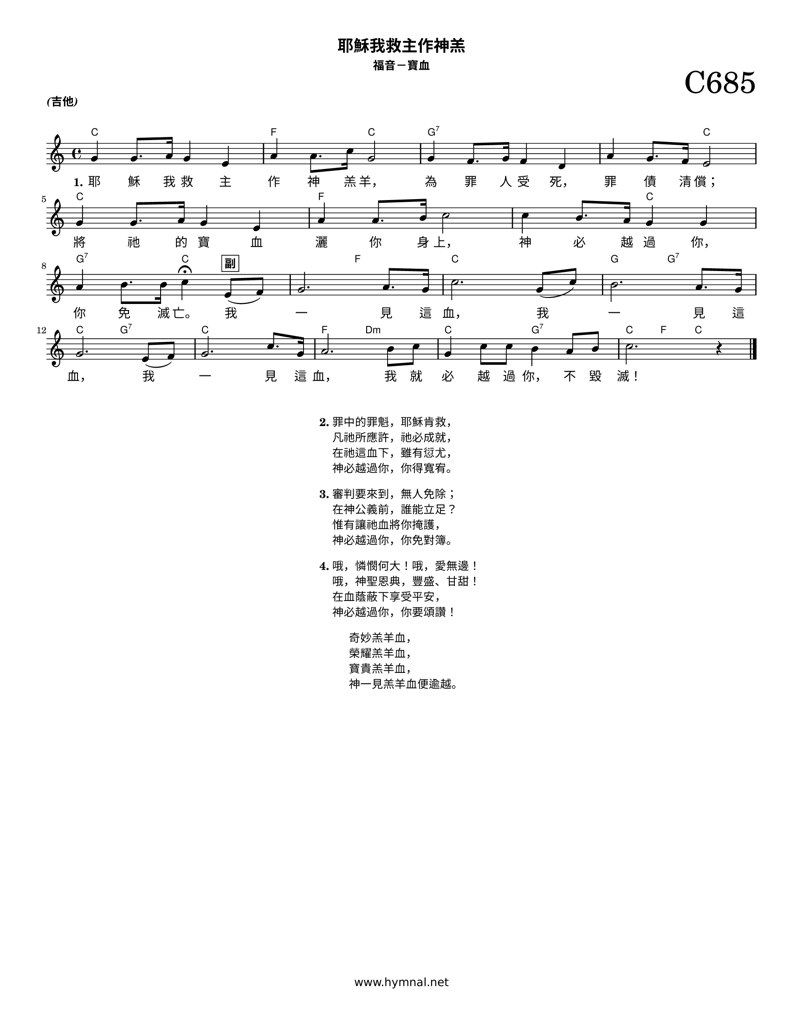 耶穌我救主作神羔
福音－寶血
C685
(吉他)
C F C G7 C
1. 耶 穌 我 救 主 作 神 羔 羊， 為 罪 人 受 死， 罪 債 清 償；
5 C F C
將 祂 的 寶 血 灑 你 身 上， 神 必 越 過 你，
8 G7 C 副 F C G G7
你 免 滅 亡。 我 一 見 這 血， 我 一 見 這
12 C G7 C F Dm C G7 C F C
血， 我 一 見 這 血， 我 就 必 越 過 你， 不 毀 滅！
2. 罪中的罪魁，耶穌肯救，
凡祂所應許，祂必成就，
在祂這血下，雖有愆尤，
神必越過你，你得寬宥。
3. 審判要來到，無人免除；
在神公義前，誰能立足？
惟有讓祂血將你掩護，
神必越過你，你免對簿。
4. 哦，憐憫何大！哦，愛無邊！
哦，神聖恩典，豐盛、甘甜！
在血蔭蔽下享受平安，
神必越過你，你要頌讚！
奇妙羔羊血，
榮耀羔羊血，
寶貴羔羊血，
神一見羔羊血便逾越。
www.hymnal.net